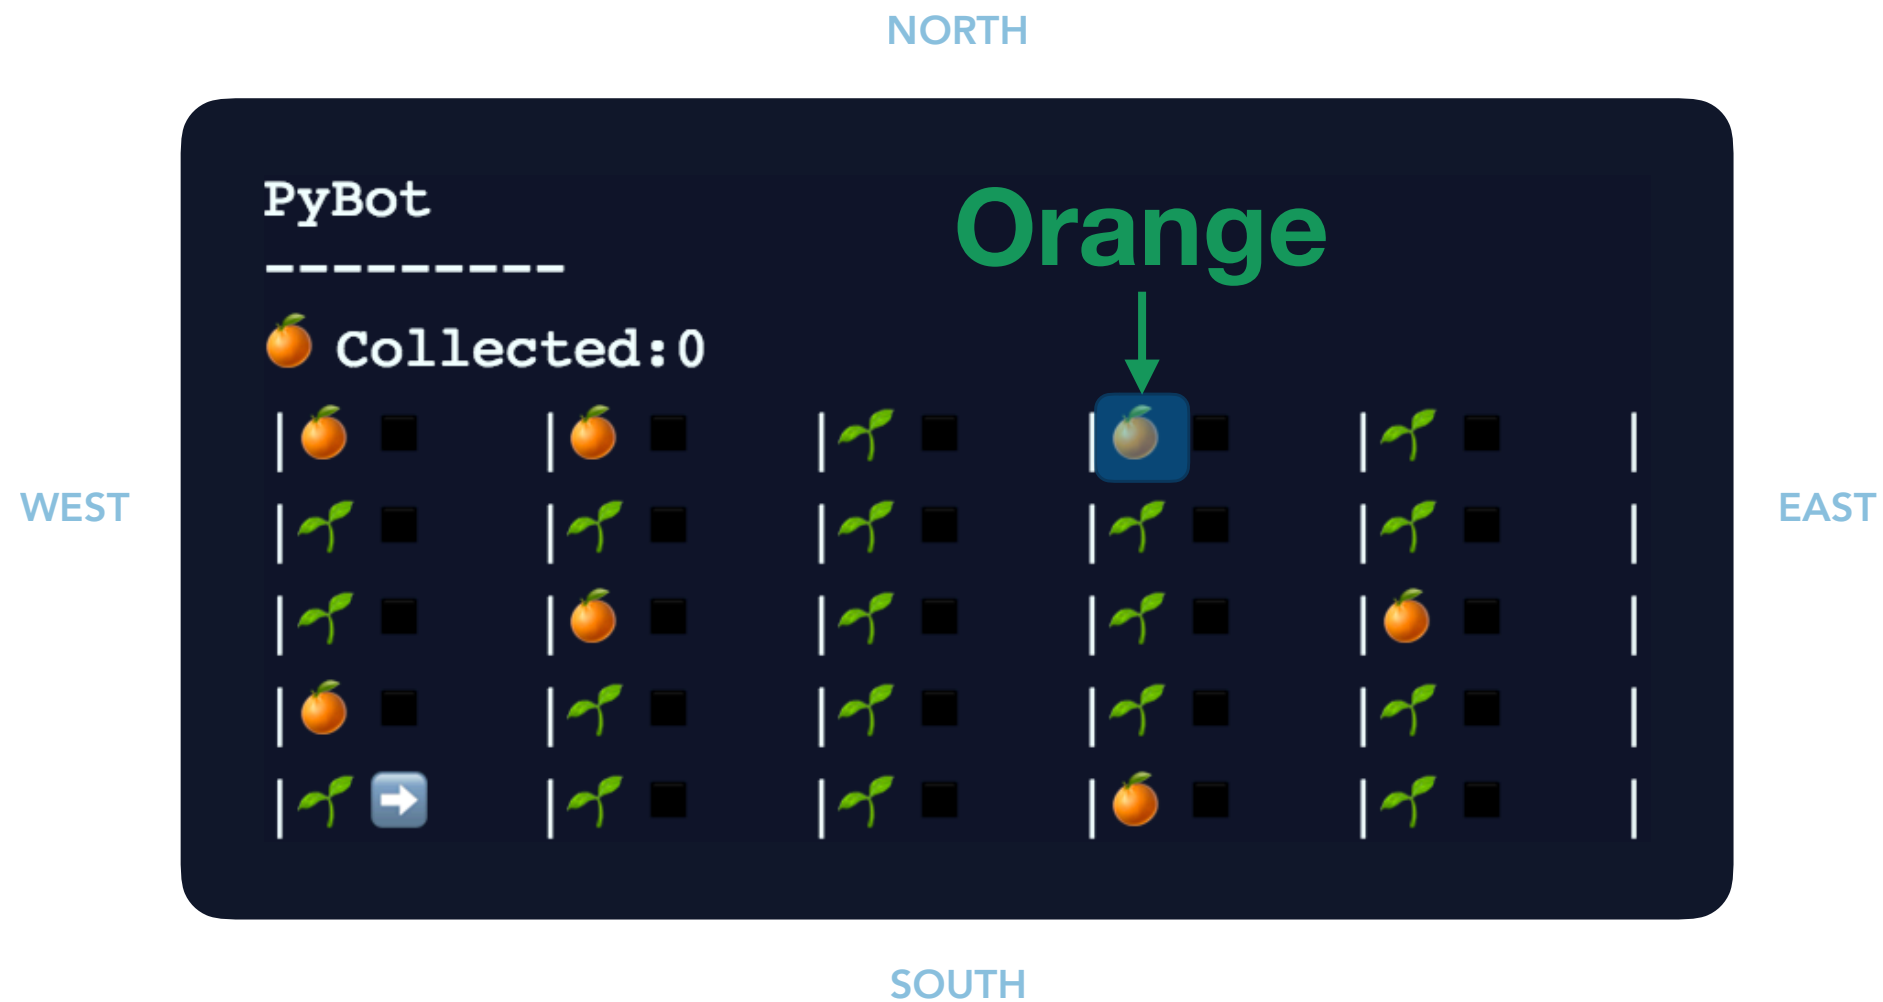 NORTH
PyBot
---------
Orange
Collected:0
WEST
EAST
SOUTH